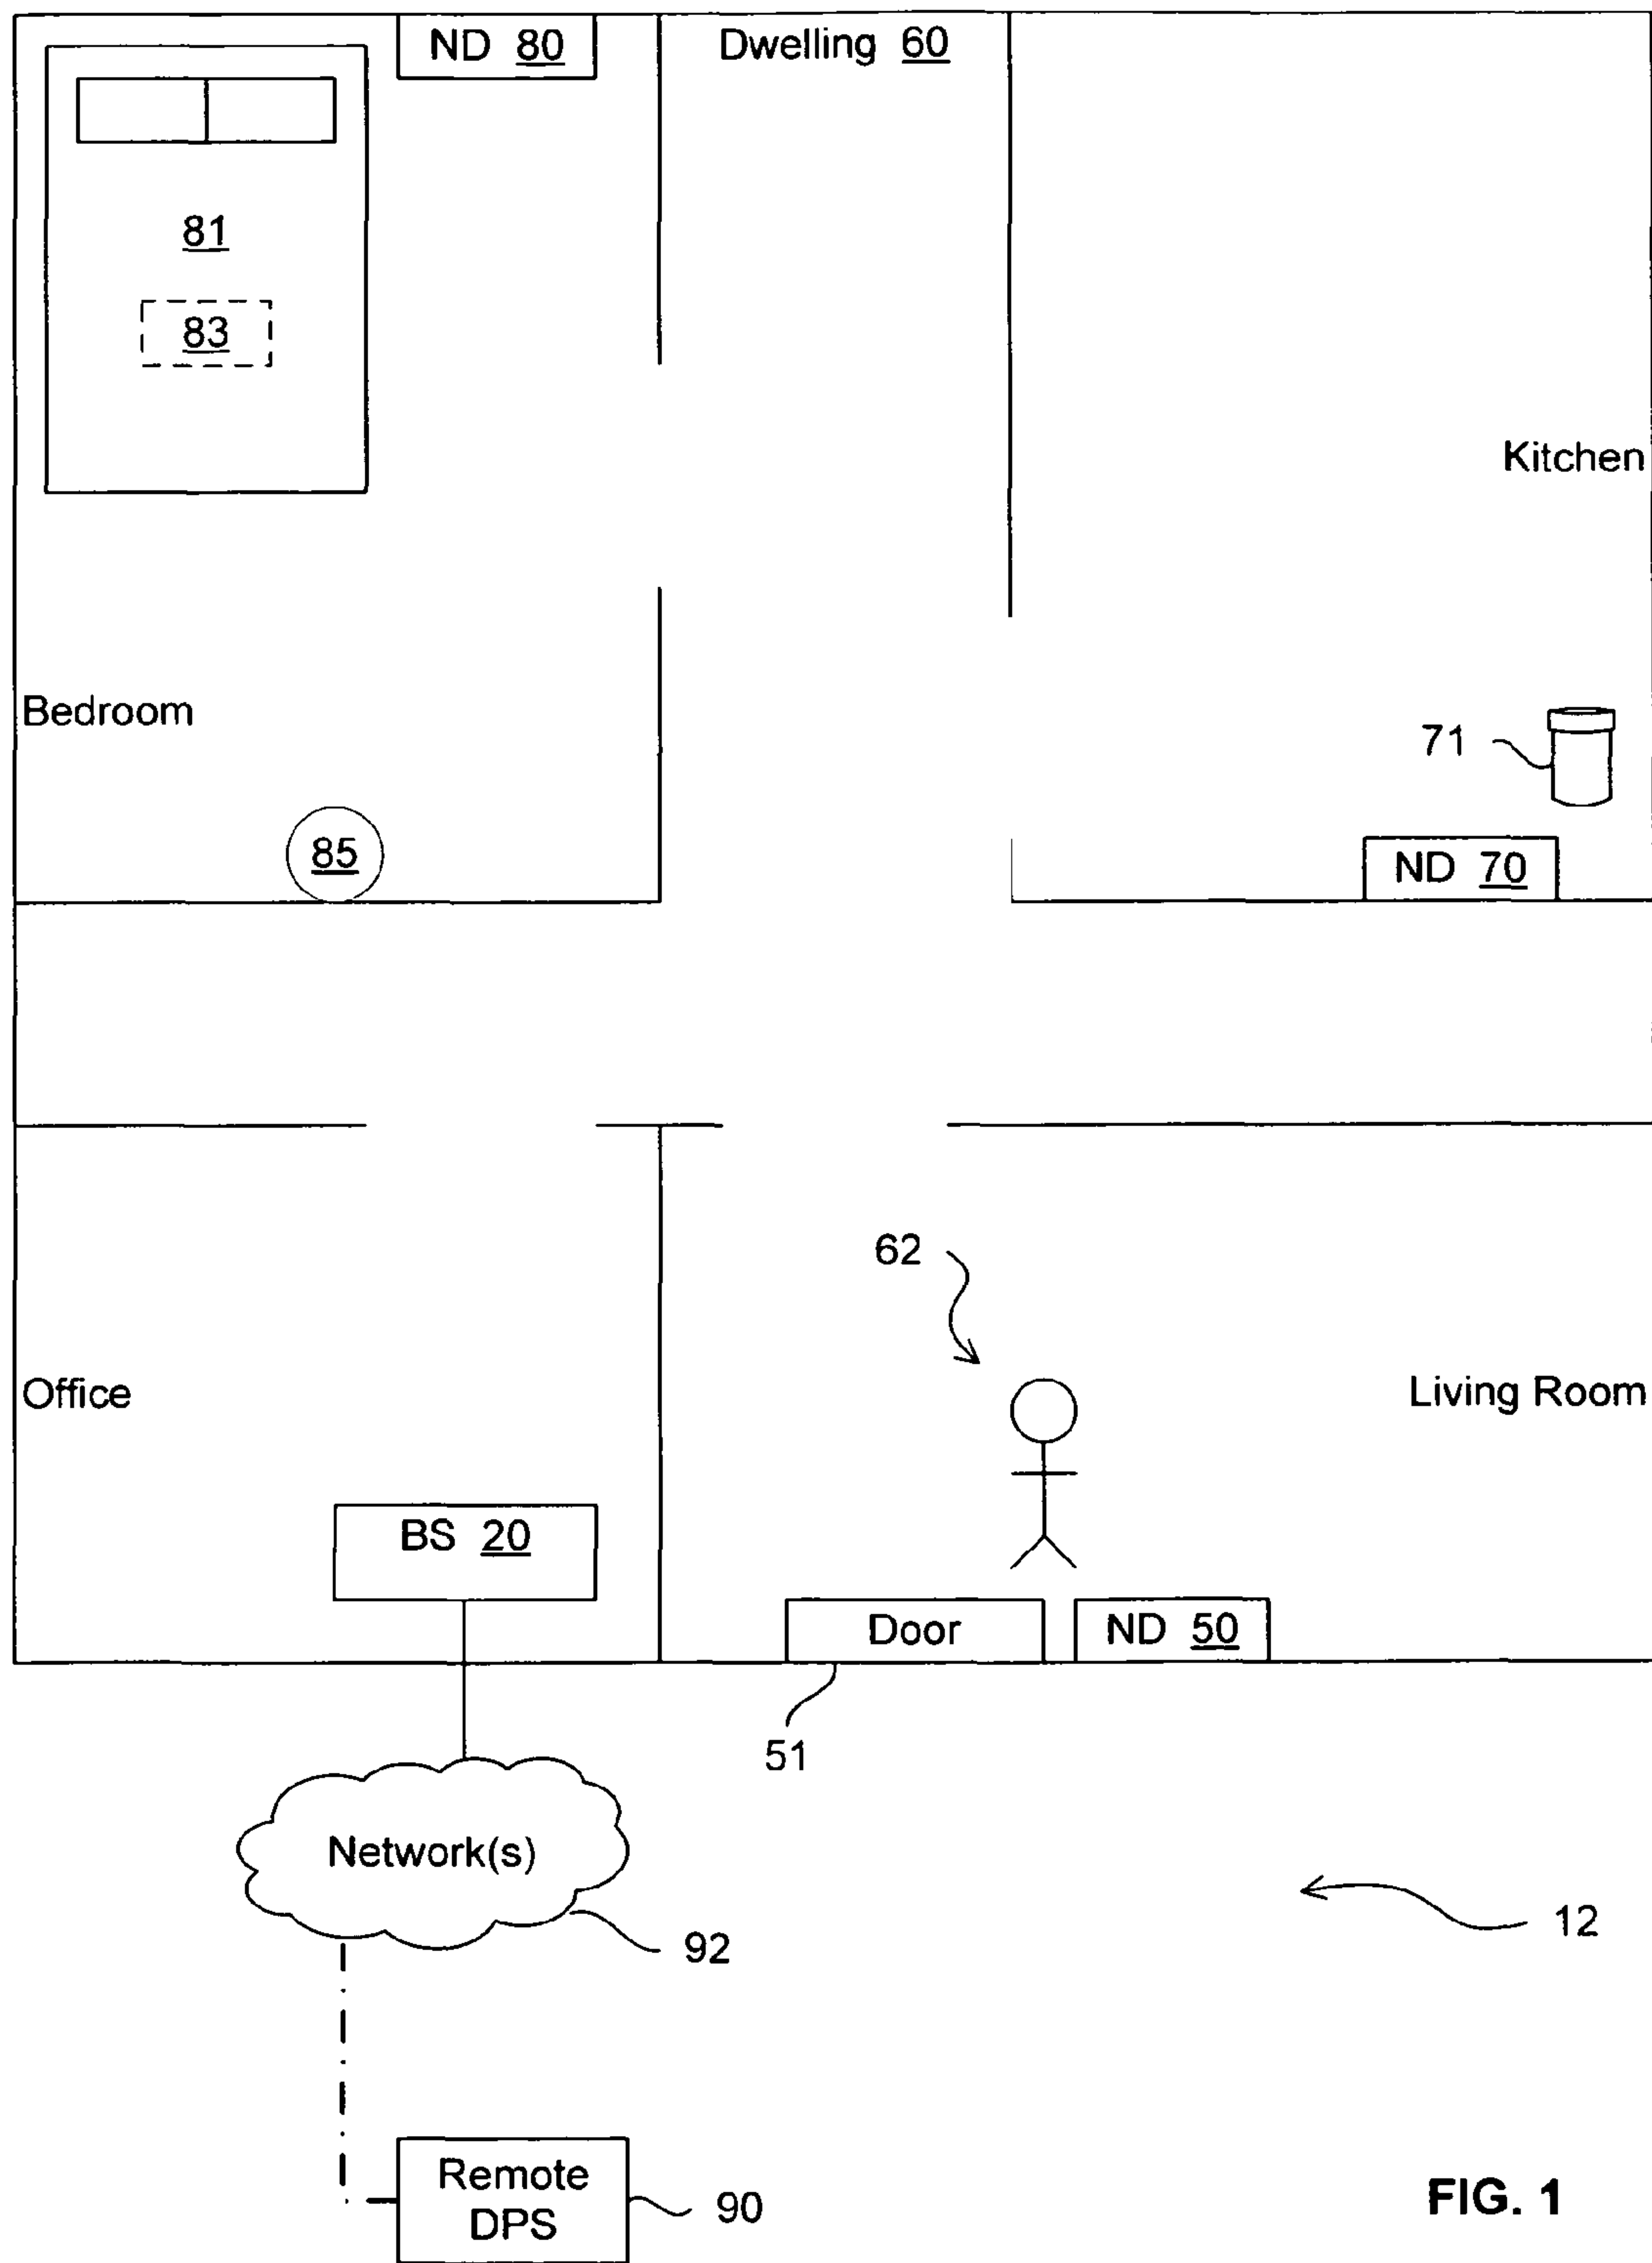 ND 80
Dwelling 60
81
83
Kitchen
Bedroom
71
85
ND 70
62
Office
Living Room
BS 20
Door
ND 50
51
Network(s)
12
92
Remote
DPS
90
FIG. 1